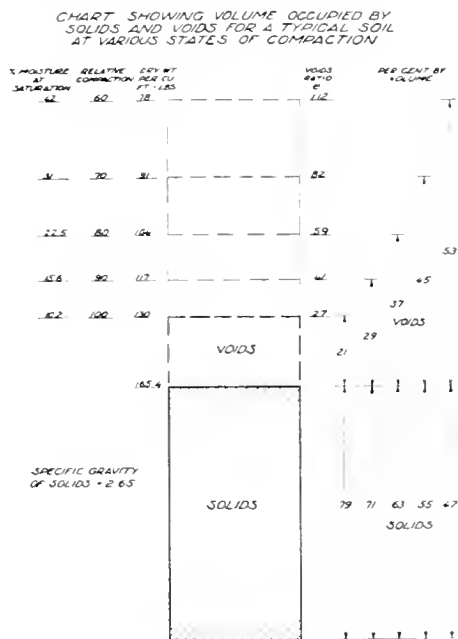 CHART SHOWING VOLUME OCCUPIED BY
SOLIDS AND VOIDS FOR A TYPICAL SOIL
AT VARIOUS STATES OF COMPACTION
% MOISTURE AT SATURATION
RELATIVE COMPACTION
DRY WT PER CU FT - LBS
VOIDS RATIO e
PER CENT BY VOLUME
42 60 78 1.12
31 70 91 .82
22.5 80 104 .59
53
15.6 90 117 .41
45
37
10.2 100 130 .27
VOIDS
29
VOIDS
21
165.4
SPECIFIC GRAVITY
OF SOLIDS = 2.65
SOLIDS
79 71 63 55 47
SOLIDS